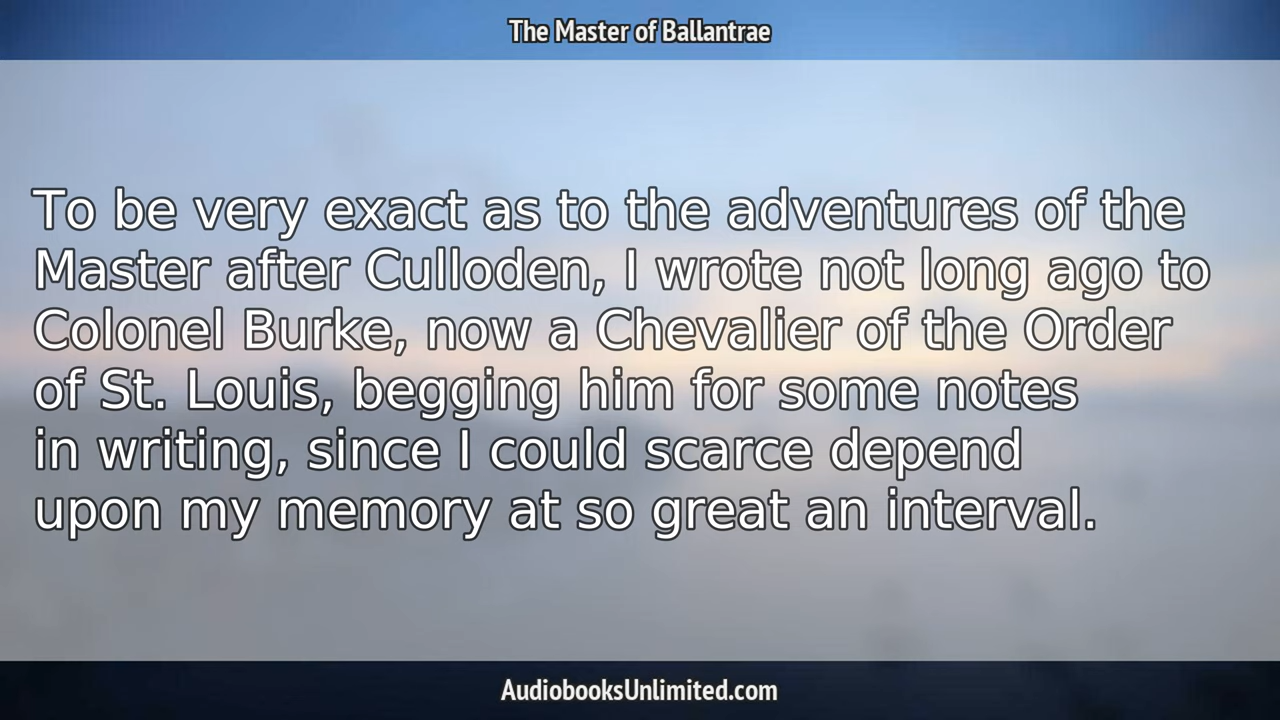 The Master of Ballantrae
To be very exact as to the adventures of the
Master after Culloden, I wrote not long ago to
Colonel Burke, now a Chevalier of the Order
of St. Louis, begging him for some notes
in writing, since I could scarce depend
upon my memory at so great an interval.
AudiobooksUnlimited.com